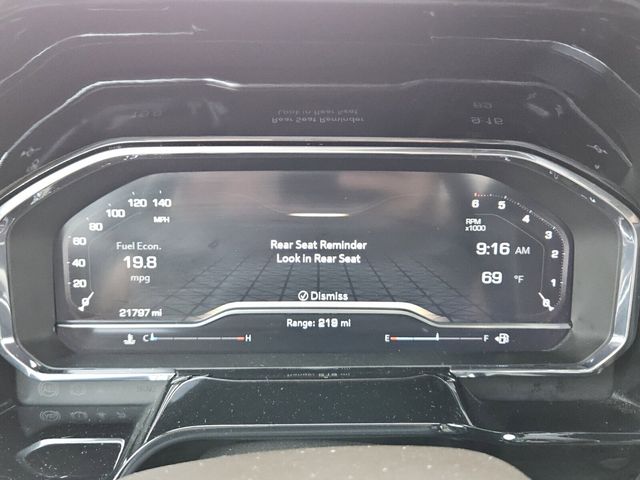 120 140
100
80
MPH
60
40
20
0
Fuel Econ.
19.8
mpg
21797 mi
Rear Seat Reminder
Look in Rear Seat
Dismiss
Range: 219 mi
6 5 4 3 2 1 0
RPM
x1000
9:16 AM
69 °F
C H
E F